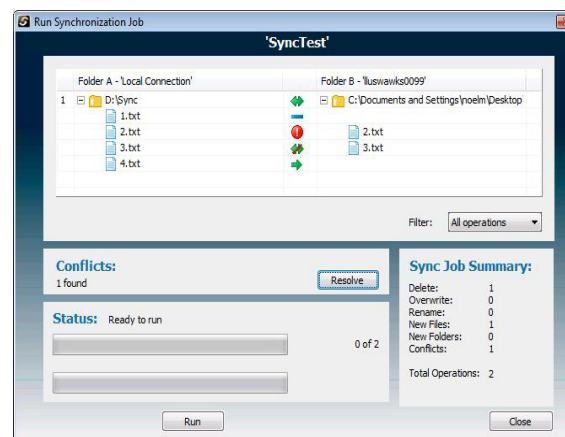 Run Synchronization Job
'SyncTest'
Folder A - 'Local Connection' Folder B - 'lluswawks0099'
1 D:\Sync C:\Documents and Settings\noelm\Desktop
1.txt
2.txt 2.txt
3.txt 3.txt
4.txt
Filter: All operations
Conflicts:
1 found
Resolve
Status: Ready to run
0 of 2
Sync Job Summary:
Delete: 1
Overwrite: 0
Rename: 0
New Files: 1
New Folders: 0
Conflicts: 1
Total Operations: 2
Run
Close